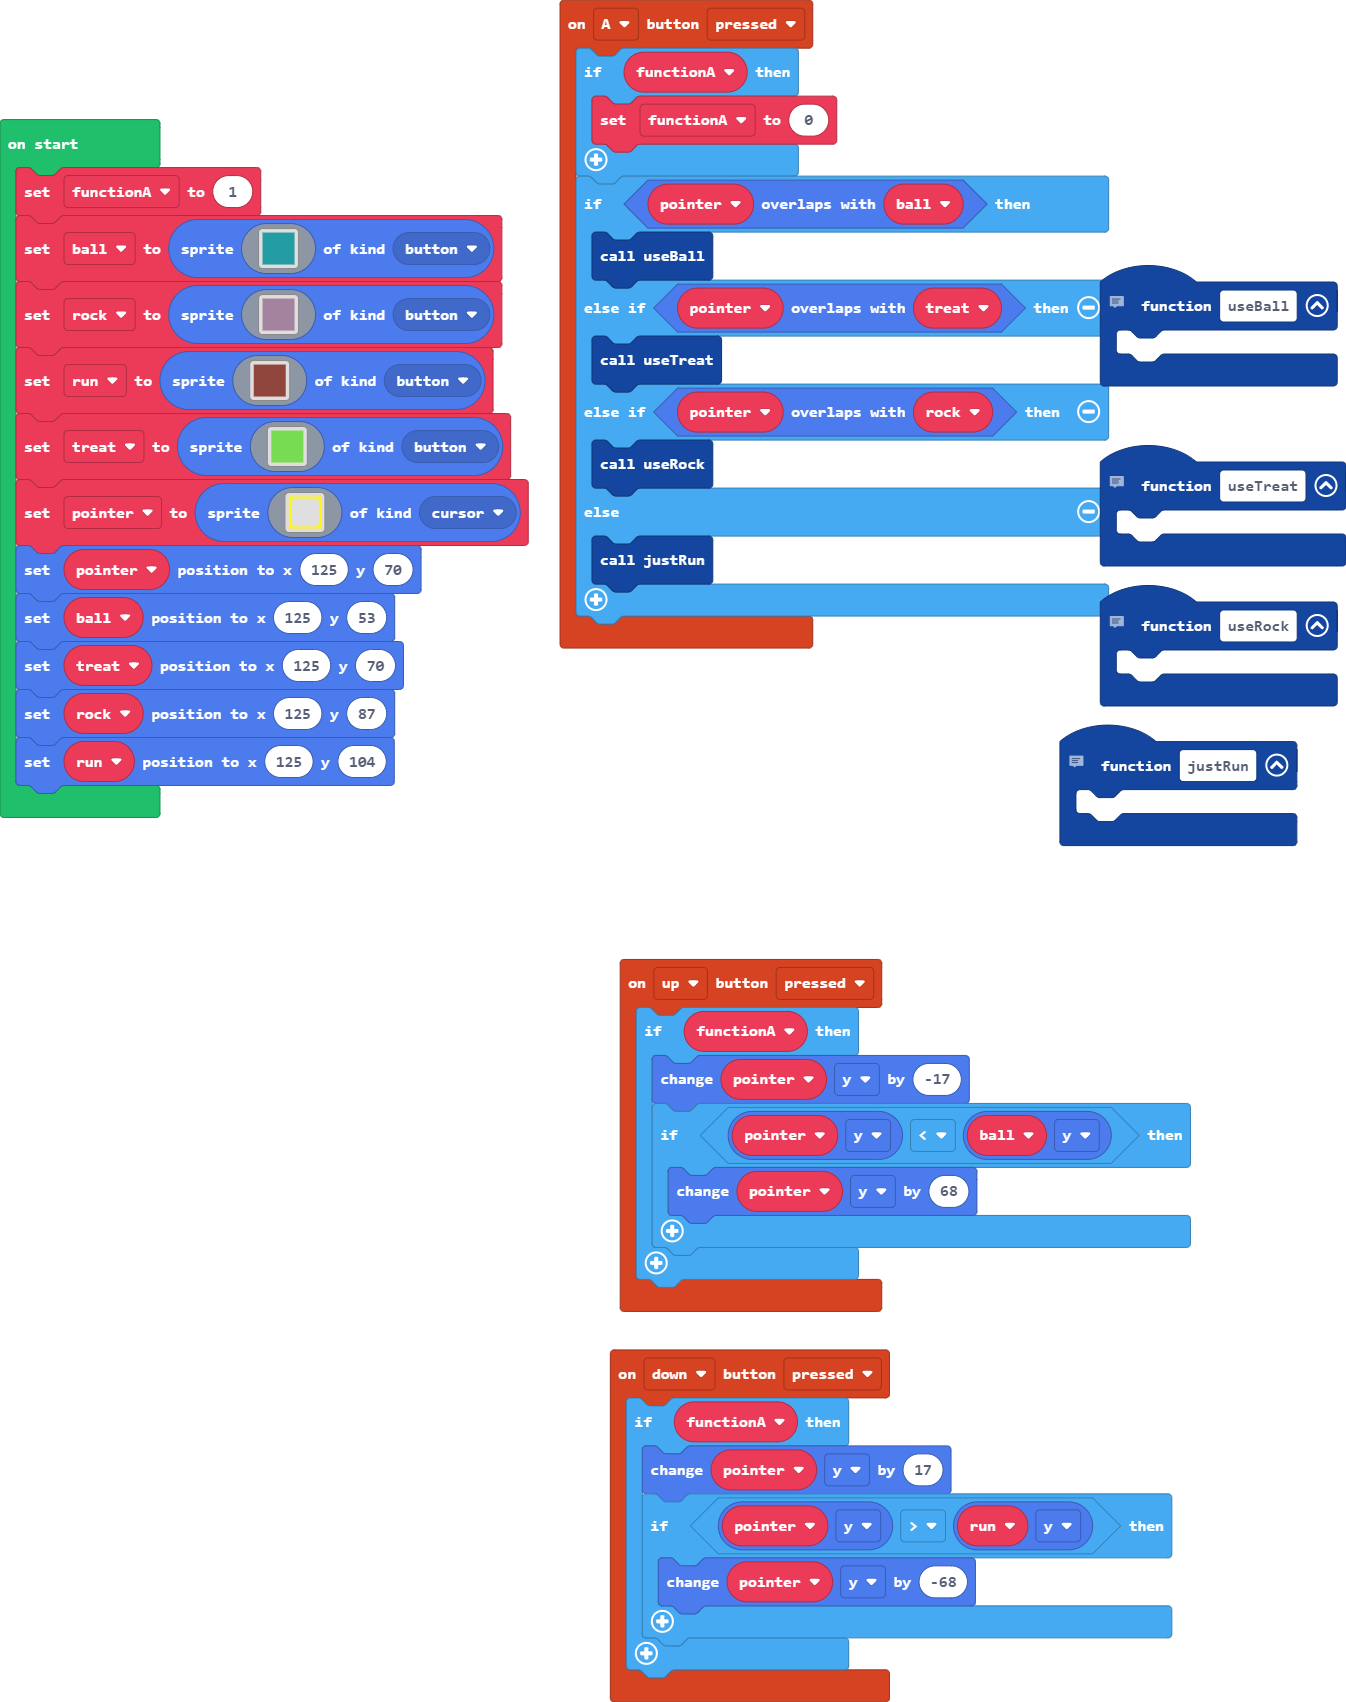 on start
set functionA to 1
set ball to sprite of kind button
set rock to sprite of kind button
set run to sprite of kind button
set treat to sprite of kind button
set pointer to sprite of kind cursor
set pointer position to x 125 y 70
set ball position to x 125 y 53
set treat position to x 125 y 70
set rock position to x 125 y 87
set run position to x 125 y 104
on A button pressed
if functionA then
set functionA to 0
if pointer overlaps with ball then
call useBall
else if pointer overlaps with treat then
call useTreat
else if pointer overlaps with rock then
call useRock
else
call justRun
function useBall
function useTreat
function useRock
function justRun
on up button pressed
if functionA then
change pointer y by -17
if pointer y < ball y then
change pointer y by 68
on down button pressed
if functionA then
change pointer y by 17
if pointer y > run y then
change pointer y by -68